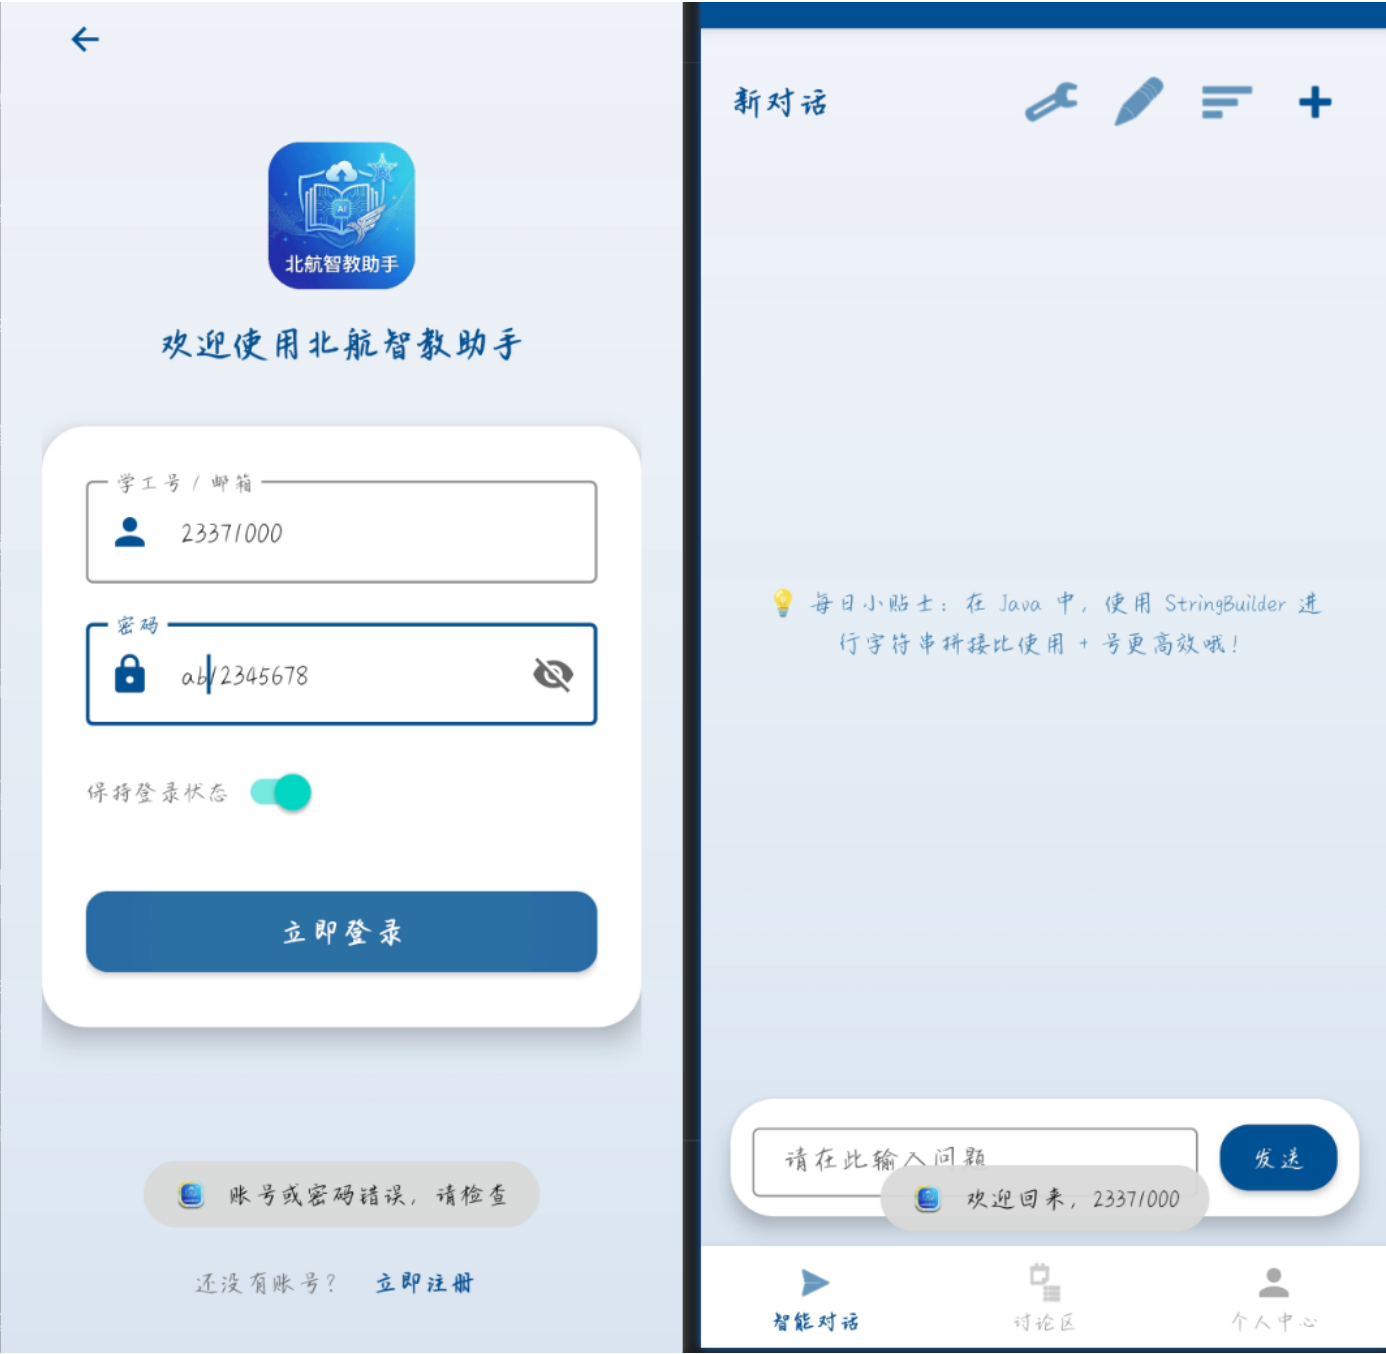 北航智教助手
欢迎使用北航智教助手
学工号 / 邮箱
23371000
密码
ab12345678
保持登录状态
立即登录
账号或密码错误，请检查
还没有账号？ 立即注册
新对话
每日小贴士：在 Java 中，使用 StringBuilder 进
行字符串拼接比使用 + 号更高效哦！
请在此输入问题
发送
欢迎回来，23371000
智能对话
讨论区
个人中心